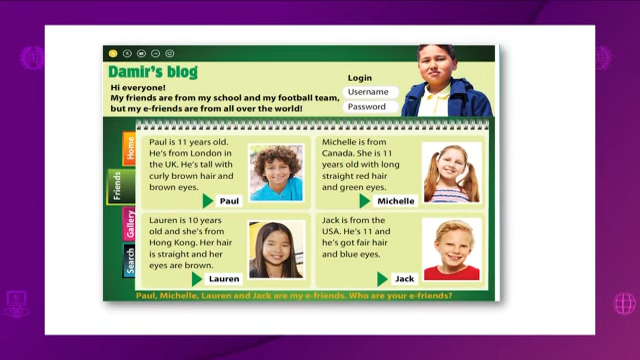 Damir's blog
Hi everyone!
My friends are from my school and my football team,
but my e-friends are from all over the world!
Login
Username
Password
Home
Friends
Gallery
Search
Paul is 11 years old.
He's from London in
the UK. He's tall with
curly brown hair and
brown eyes.
Paul
Michelle is from
Canada. She is 11
years old with long
straight red hair
and green eyes.
Michelle
Lauren is 10 years
old and she's from
Hong Kong. Her hair
is straight and her
eyes are brown.
Lauren
Jack is from the
USA. He's 11 and
he's got fair hair
and blue eyes.
Jack
Paul, Michelle, Lauren and Jack are my e-friends. Who are your e-friends?